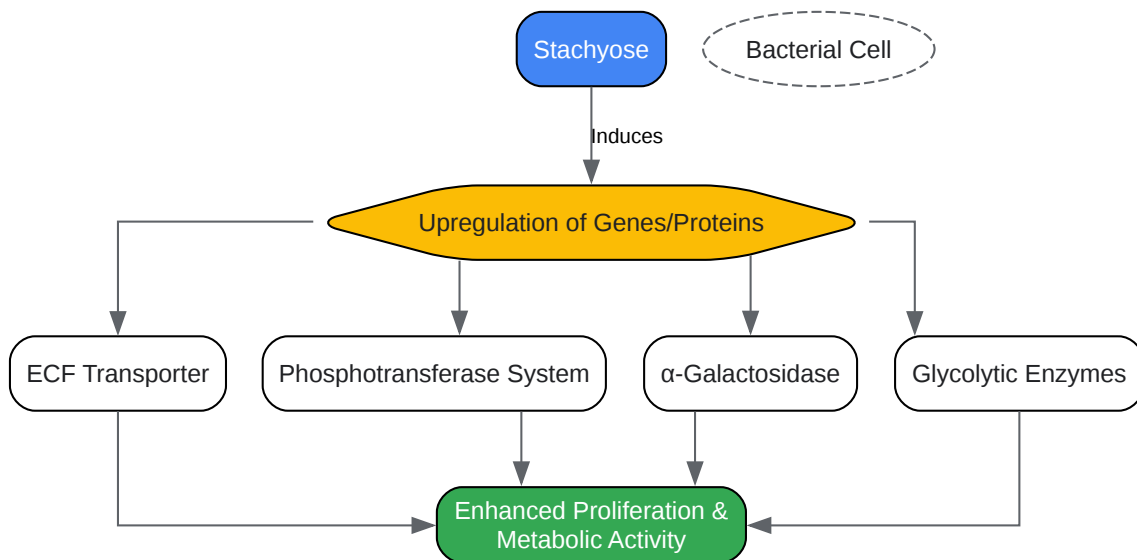 Stachyose
Bacterial Cell
Induces
Upregulation of Genes/Proteins
ECF Transporter
Phosphotransferase System
α-Galactosidase
Glycolytic Enzymes
Enhanced Proliferation &
Metabolic Activity